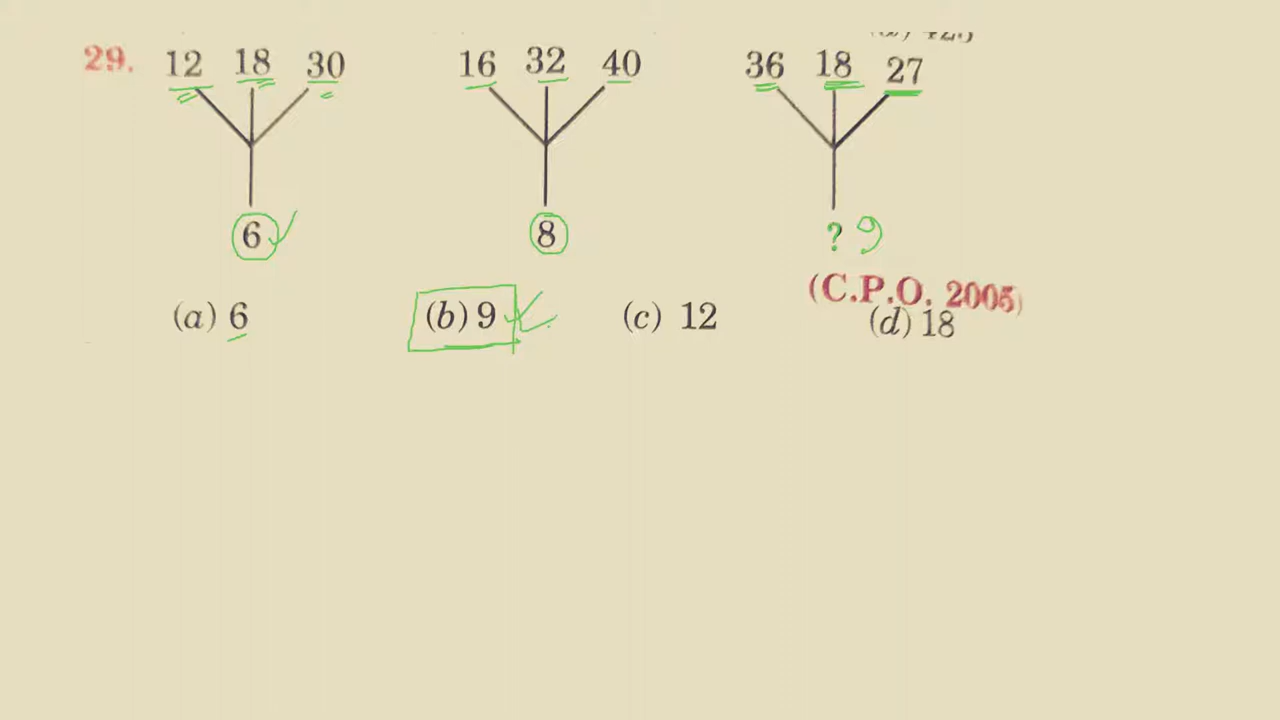 29. 12 18 30 16 32 40 36 18 27
6 8 ? 9
(C.P.O. 2005)
(a) 6 (b) 9 (c) 12 (d) 18